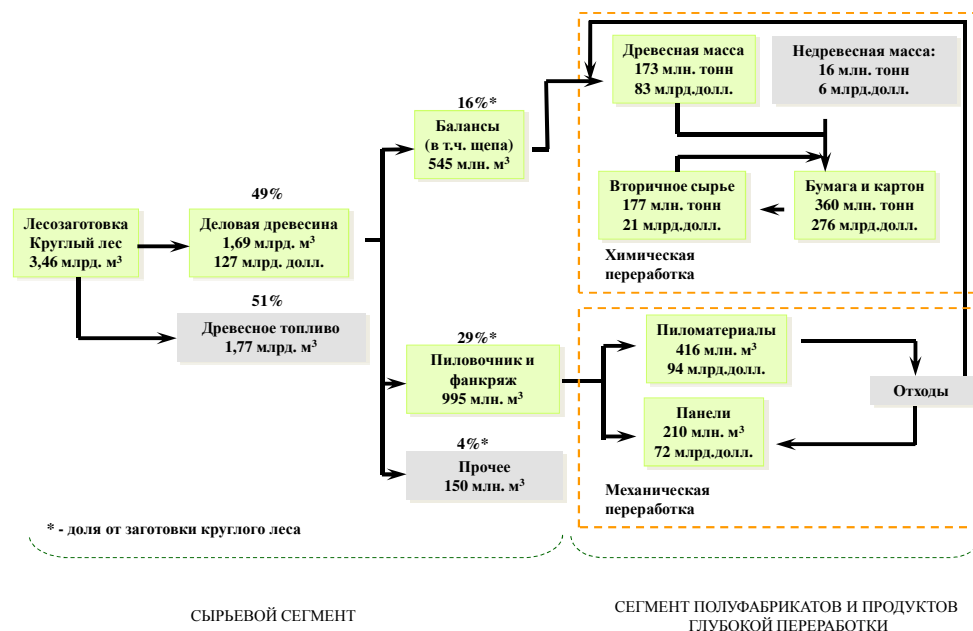 Лесозаготовка
Круглый лес
3,46 млрд. м³
49%
Деловая древесина
1,69 млрд. м³
127 млрд. долл.
51%
Древесное топливо
1,77 млрд. м³
16%*
Балансы
(в т.ч. щепа)
545 млн. м³
29%*
Пиловочник и
фанкряж
995 млн. м³
4%*
Прочее
150 млн. м³
Древесная масса
173 млн. тонн
83 млрд.долл.
Недревесная масса:
16 млн. тонн
6 млрд.долл.
Вторичное сырье
177 млн. тонн
21 млрд.долл.
Бумага и картон
360 млн. тонн
276 млрд.долл.
Химическая
переработка
Пиломатериалы
416 млн. м³
94 млрд.долл.
Отходы
Панели
210 млн. м³
72 млрд.долл.
Механическая
переработка
* - доля от заготовки круглого леса
СЫРЬЕВОЙ СЕГМЕНТ
СЕГМЕНТ ПОЛУФАБРИКАТОВ И ПРОДУКТОВ
ГЛУБОКОЙ ПЕРЕРАБОТКИ